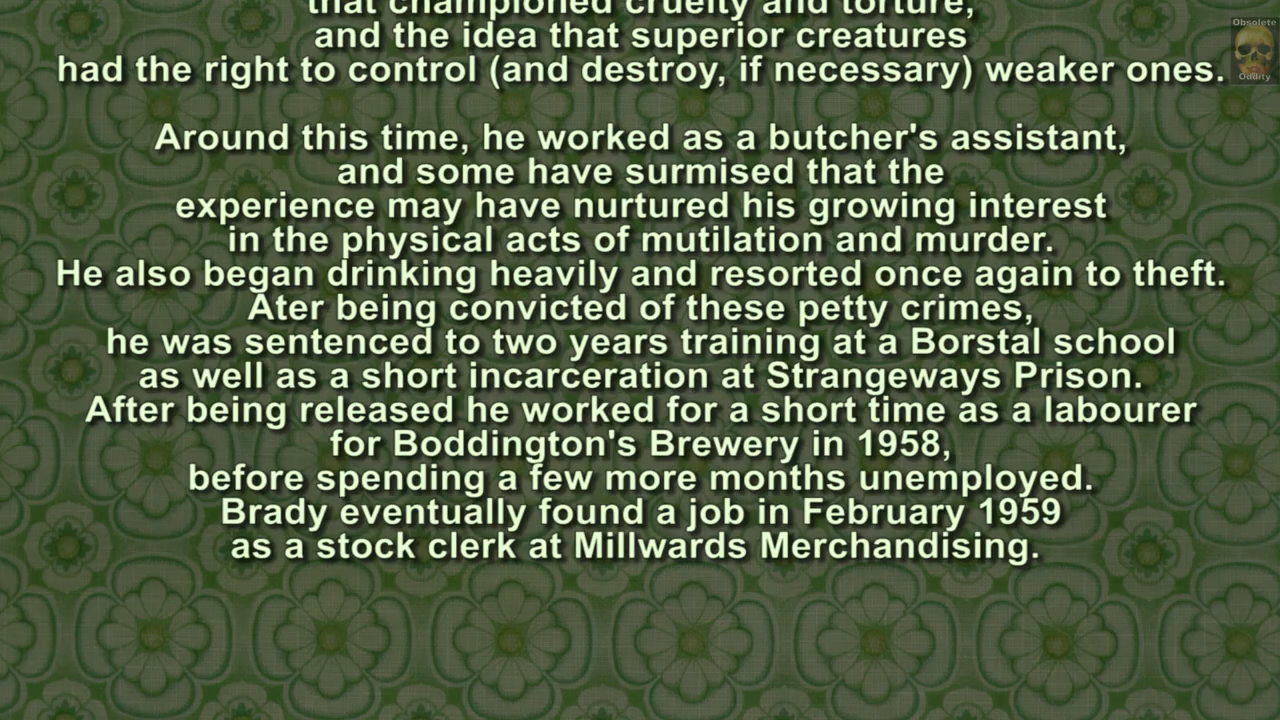 that championed cruelty and torture,
and the idea that superior creatures
had the right to control (and destroy, if necessary) weaker ones.
Around this time, he worked as a butcher's assistant,
and some have surmised that the
experience may have nurtured his growing interest
in the physical acts of mutilation and murder.
He also began drinking heavily and resorted once again to theft.
Ater being convicted of these petty crimes,
he was sentenced to two years training at a Borstal school
as well as a short incarceration at Strangeways Prison.
After being released he worked for a short time as a labourer
for Boddington's Brewery in 1958,
before spending a few more months unemployed.
Brady eventually found a job in February 1959
as a stock clerk at Millwards Merchandising.
Obsolete
Oddity